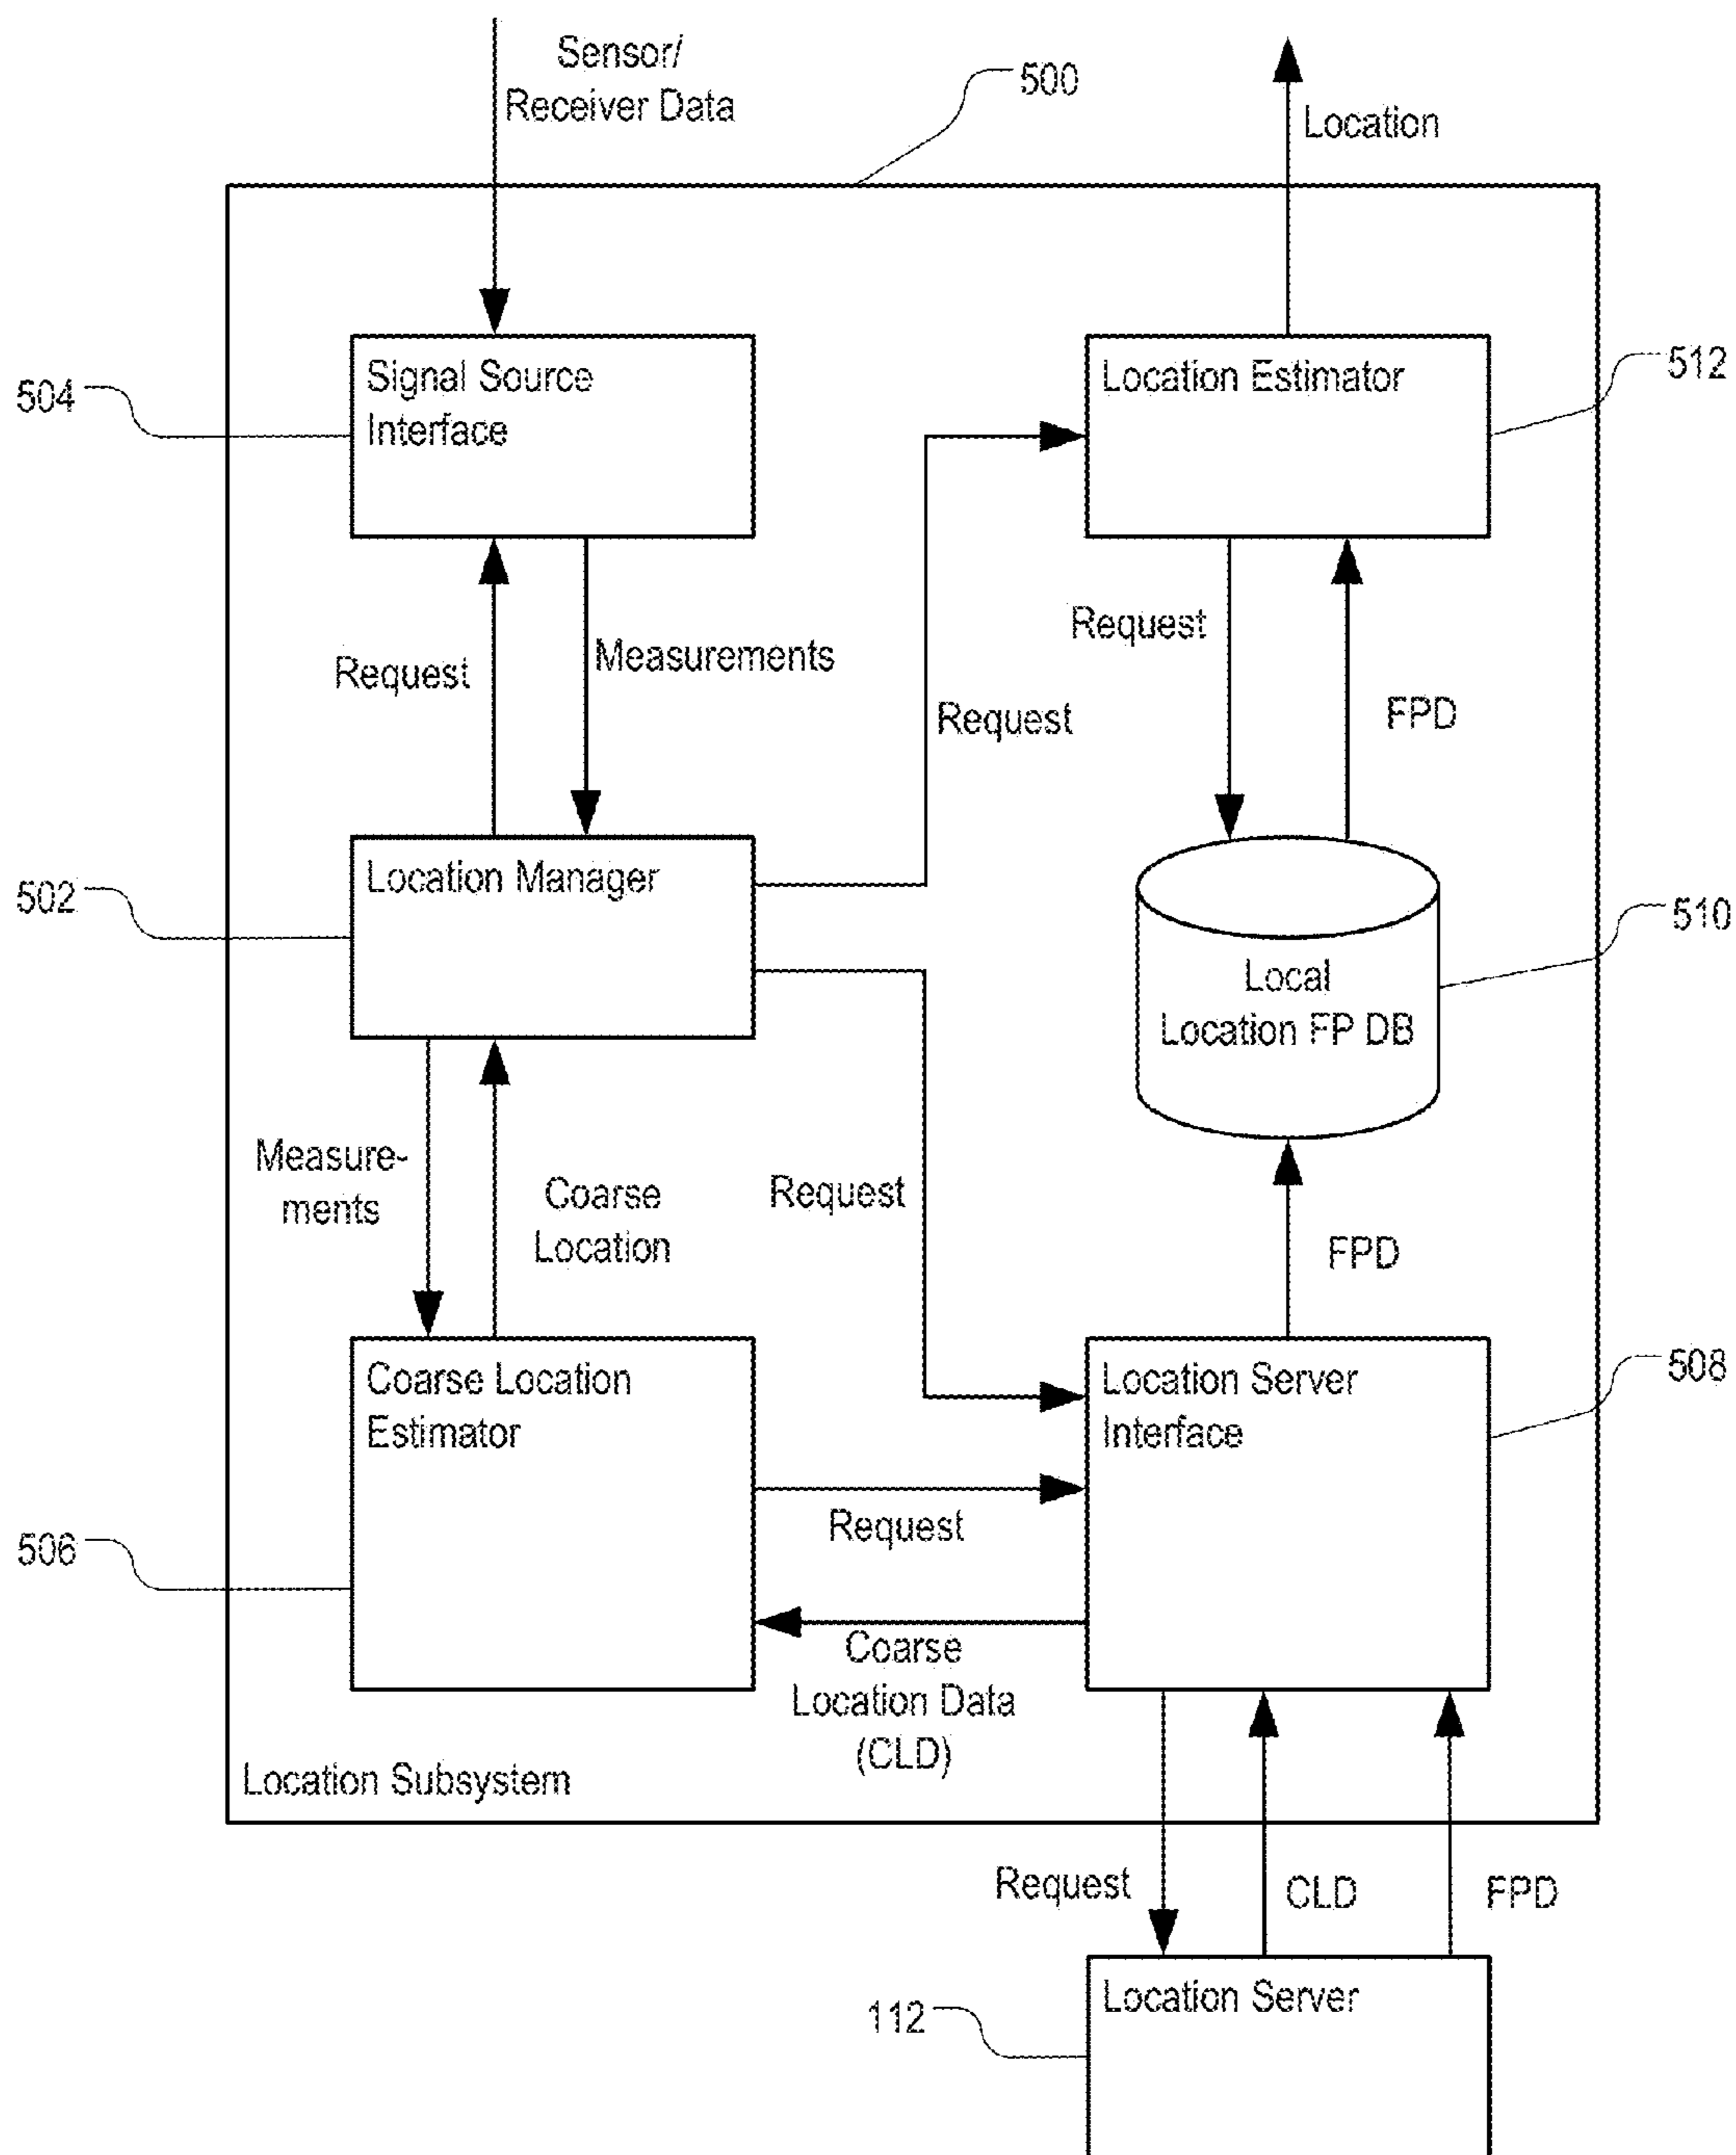 Sensor/
Receiver Data
500
Location
Signal Source
Interface
504
Location Estimator
512
Request
Measurements
Request
Request
FPD
Location Manager
502
Local
Location FP DB
510
Measure-
ments
Coarse
Location
Request
FPD
Coarse Location
Estimator
506
Location Server
Interface
508
Request
Coarse
Location Data
(CLD)
Location Subsystem
Request
CLD
FPD
Location Server
112